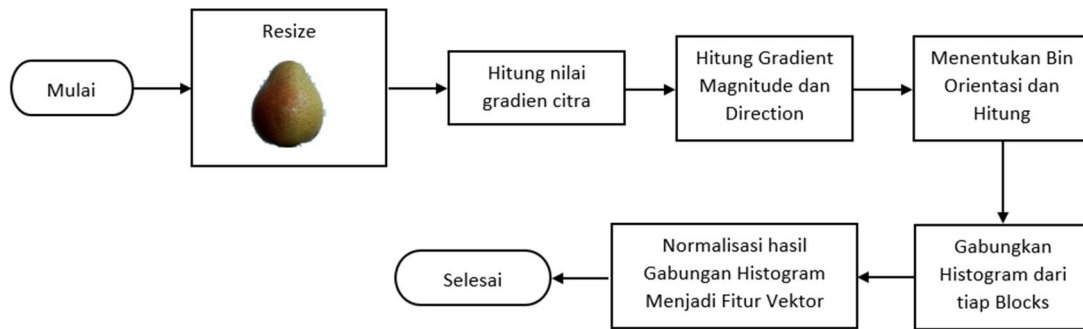 Mulai
Resize
Hitung nilai
gradien citra
Hitung Gradient
Magnitude dan
Direction
Menentukan Bin
Orientasi dan
Hitung
Gabungkan
Histogram dari
tiap Blocks
Normalisasi hasil
Gabungan Histogram
Menjadi Fitur Vektor
Selesai